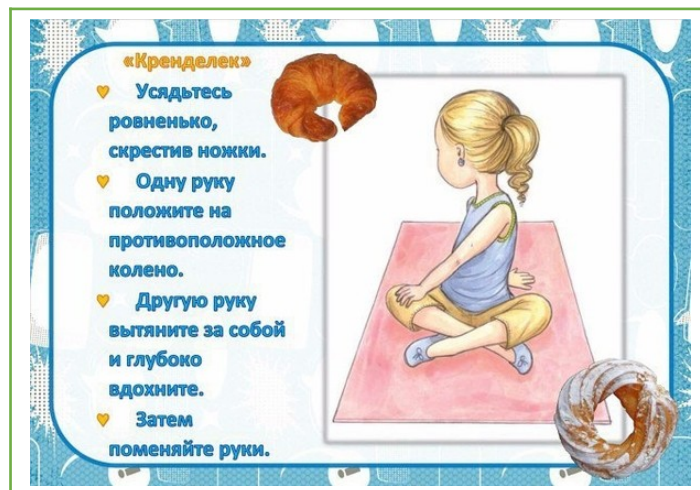 «Кренделек»
Усядьтесь
ровненько,
скрестив ножки.
Одну руку
положите на
противоположное
колено.
Другую руку
вытяните за собой
и глубоко
вдохните.
Затем
поменяйте руки.